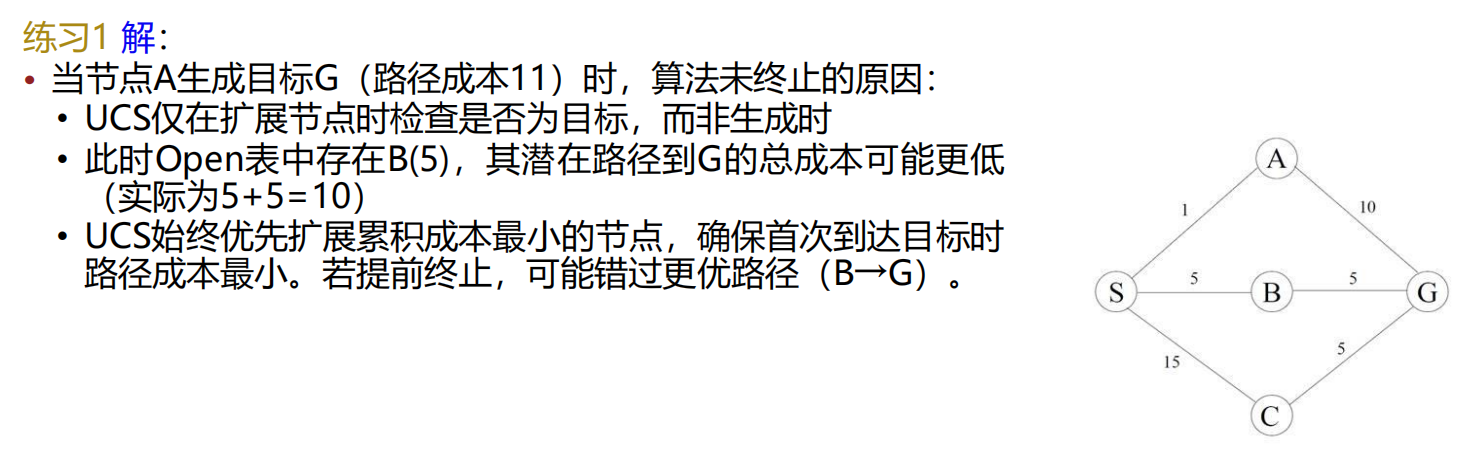 练习1 解：
• 当节点A生成目标G（路径成本11）时，算法未终止的原因：
• UCS仅在扩展节点时检查是否为目标，而非生成时
• 此时Open表中存在B(5)，其潜在路径到G的总成本可能更低
（实际为5+5=10）
• UCS始终优先扩展累积成本最小的节点，确保首次到达目标时
路径成本最小。若提前终止，可能错过更优路径（B→G）。
A
1
10
S
5
B
5
G
15
5
C